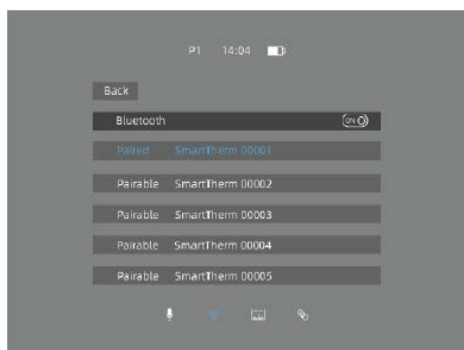 P1 14:04
Back
Bluetooth ON
Paired SmartTherm 00001
Pairable SmartTherm 00002
Pairable SmartTherm 00003
Pairable SmartTherm 00004
Pairable SmartTherm 00005